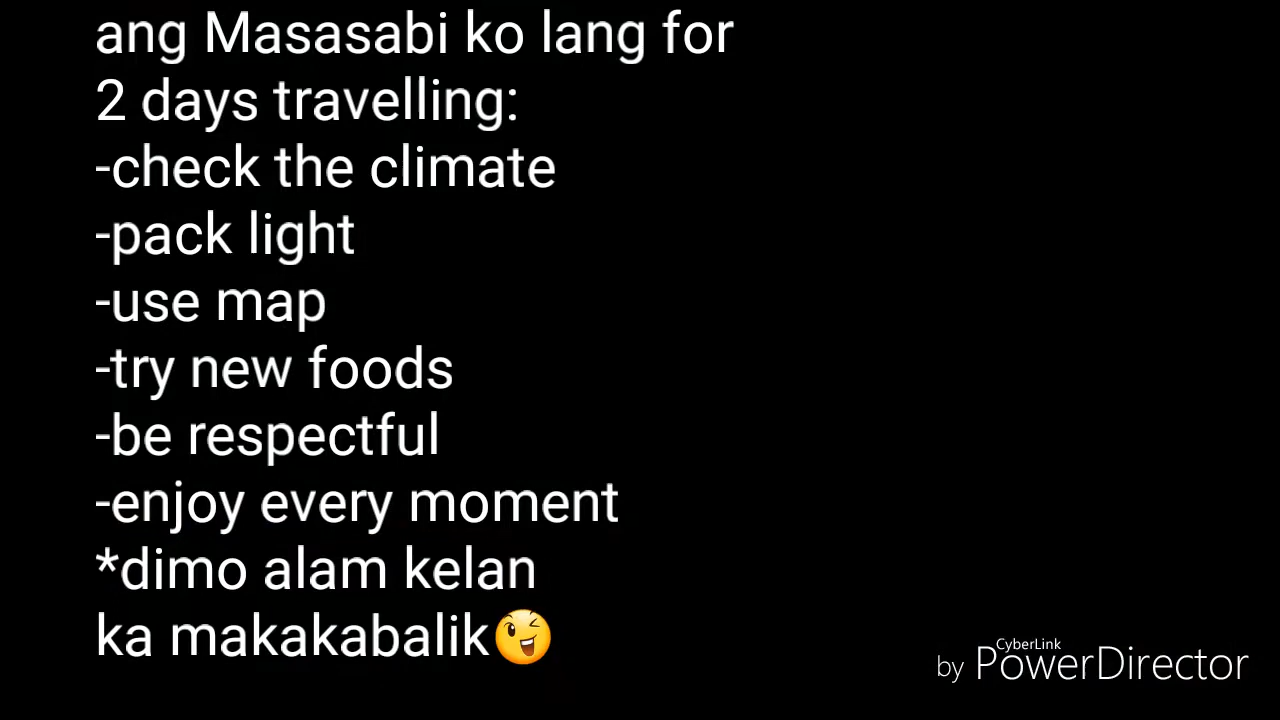 ang Masasabi ko lang for
2 days travelling:
-check the climate
-pack light
-use map
-try new foods
-be respectful
-enjoy every moment
*dimo alam kelan
ka makakabalik😉
CyberLink
by PowerDirector